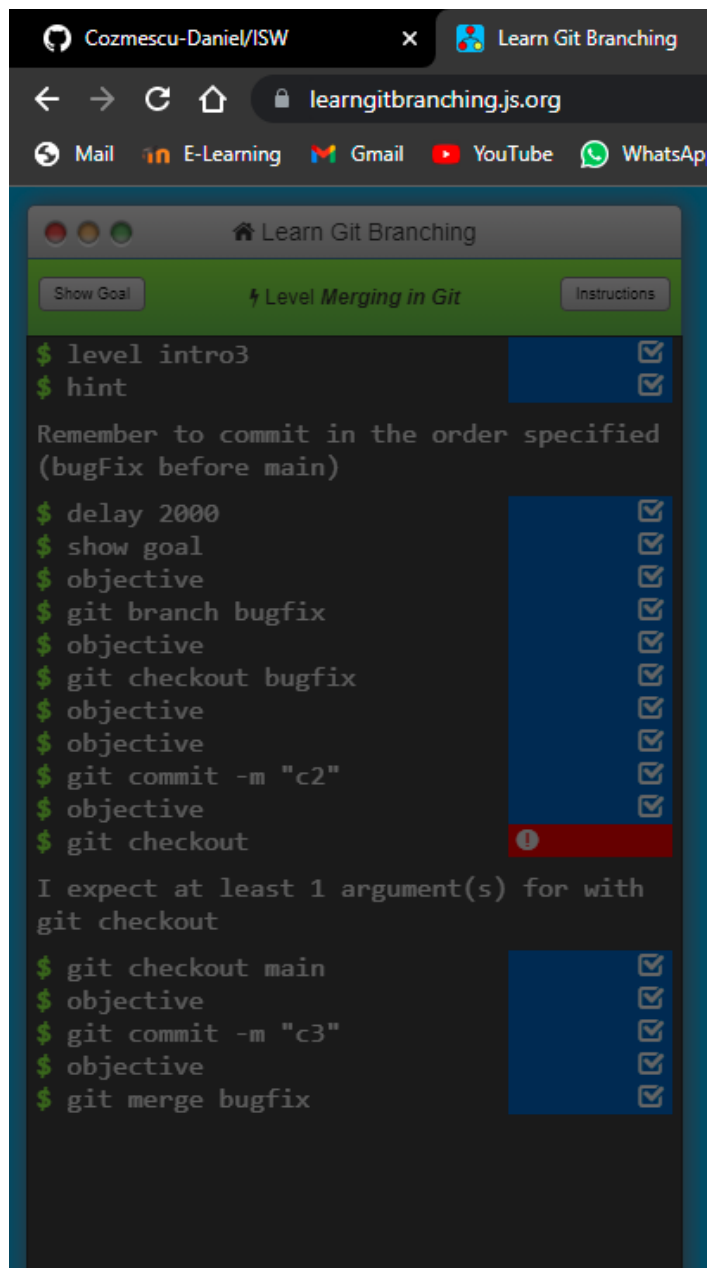 Cozmescu-Daniel/ISW × Learn Git Branching
learngitbranching.js.org
Mail E-Learning Gmail YouTube WhatsAp
Learn Git Branching
Show Goal Level Merging in Git Instructions
$ level intro3
$ hint
Remember to commit in the order specified
(bugFix before main)
$ delay 2000
$ show goal
$ objective
$ git branch bugfix
$ objective
$ git checkout bugfix
$ objective
$ objective
$ git commit -m "c2"
$ objective
$ git checkout
I expect at least 1 argument(s) for with
git checkout
$ git checkout main
$ objective
$ git commit -m "c3"
$ objective
$ git merge bugfix